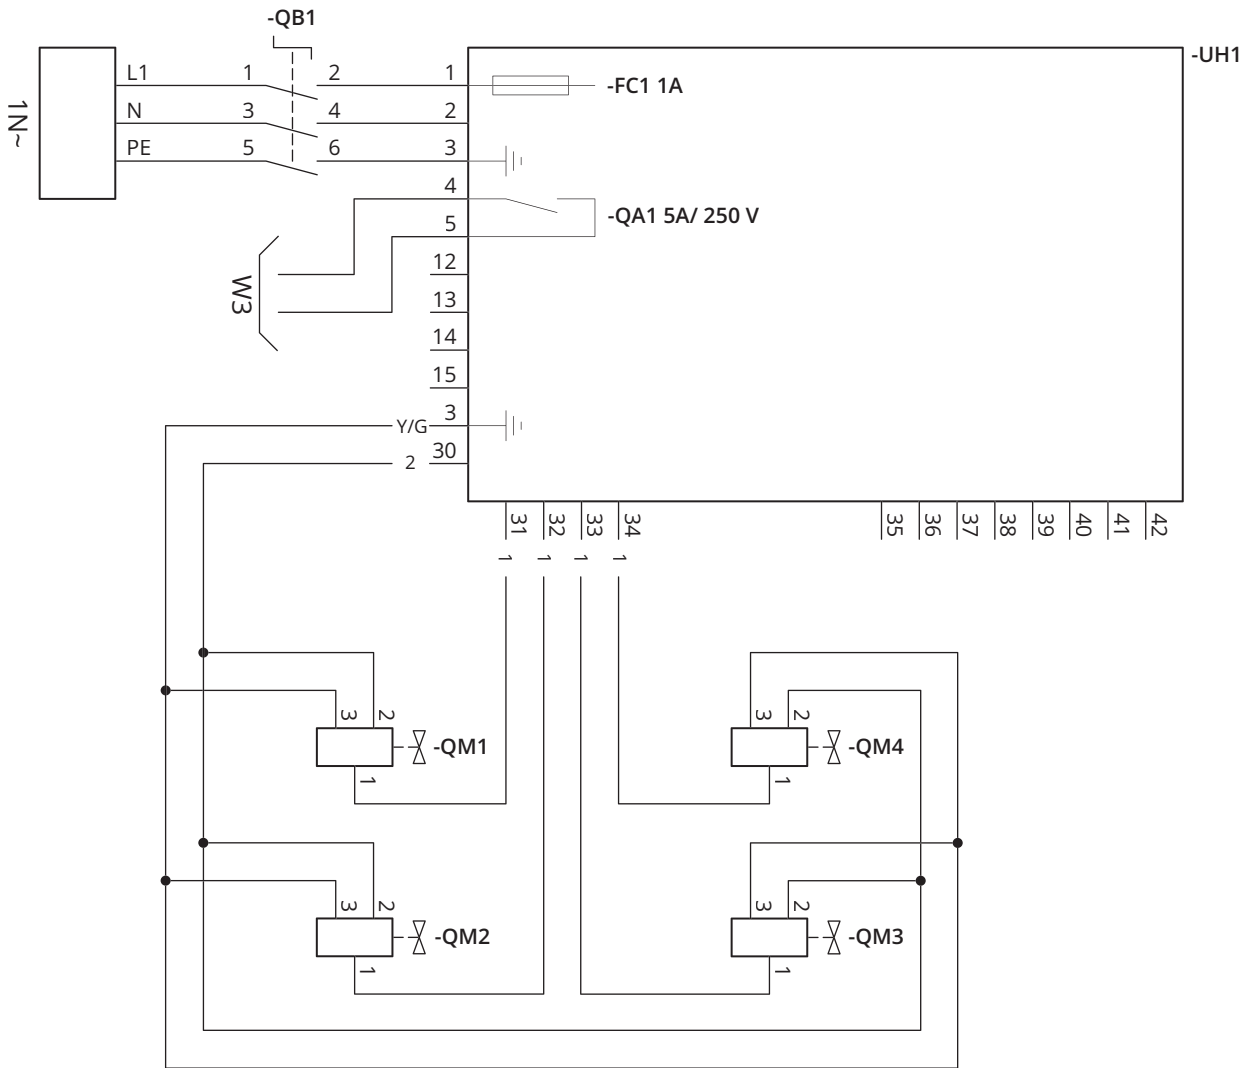 -QB1
-UH1
1N~
L1 1 2 1 -FC1 1A
N 3 4 2
PE 5 6 3
4
-QA1 5A/ 250 V
5
W3
12
13
14
15
Y/G 3
2 30
31 32 33 34 35 36 37 38 39 40 41 42
1 1 1 1
3 2 3 2
-QM1 -QM4
1 1
3 2 3 2
-QM2 -QM3
1 1